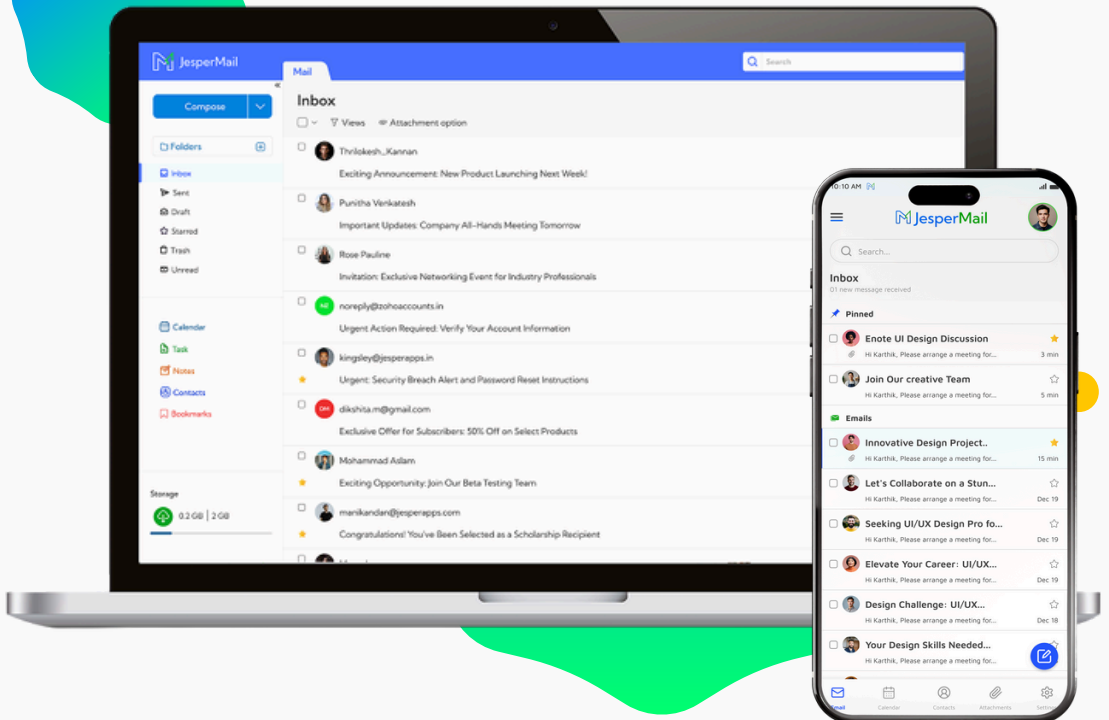 JesperMail
Mail
Search
Compose
Folders
Inbox
Sent
Draft
Starred
Trash
Unread
Calendar
Task
Notes
Contacts
Bookmarks
Storage
0.2 GB | 2 GB
Inbox
Views
Attachment option
Thrilokesh_Kannan
Exciting Announcement: New Product Launching Next Week!
Punitha Venkatesh
Important Updates: Company All-Hands Meeting Tomorrow
Rose Pauline
Invitation: Exclusive Networking Event for Industry Professionals
NZ
noreply@zohoaccounts.in
Urgent Action Required: Verify Your Account Information
kingsley@jesperapps.in
Urgent: Security Breach Alert and Password Reset Instructions
DM
dikshita.m@gmail.com
Exclusive Offer for Subscribers: 50% Off on Select Products
Mohammad Aslam
Exciting Opportunity: Join Our Beta Testing Team
manikandan@jesperapps.com
Congratulations! You've Been Selected as a Scholarship Recipient
10:10 AM
JesperMail
Search...
Inbox
01 new message received
Pinned
Enote UI Design Discussion
Hi Karthik, Please arrange a meeting for... 3 min
Join Our creative Team
Hi Karthik, Please arrange a meeting for... 5 min
Emails
Innovative Design Project..
Hi Karthik, Please arrange a meeting for... 15 min
Let's Collaborate on a Stun...
Hi Karthik, Please arrange a meeting for... Dec 19
Seeking UI/UX Design Pro fo...
Hi Karthik, Please arrange a meeting for... Dec 19
Elevate Your Career: UI/UX...
Hi Karthik, Please arrange a meeting for... Dec 19
Design Challenge: UI/UX...
Hi Karthik, Please arrange a meeting for... Dec 18
Your Design Skills Needed...
Hi Karthik, Please arrange a meeting for...
Email
Calendar
Contacts
Attachments